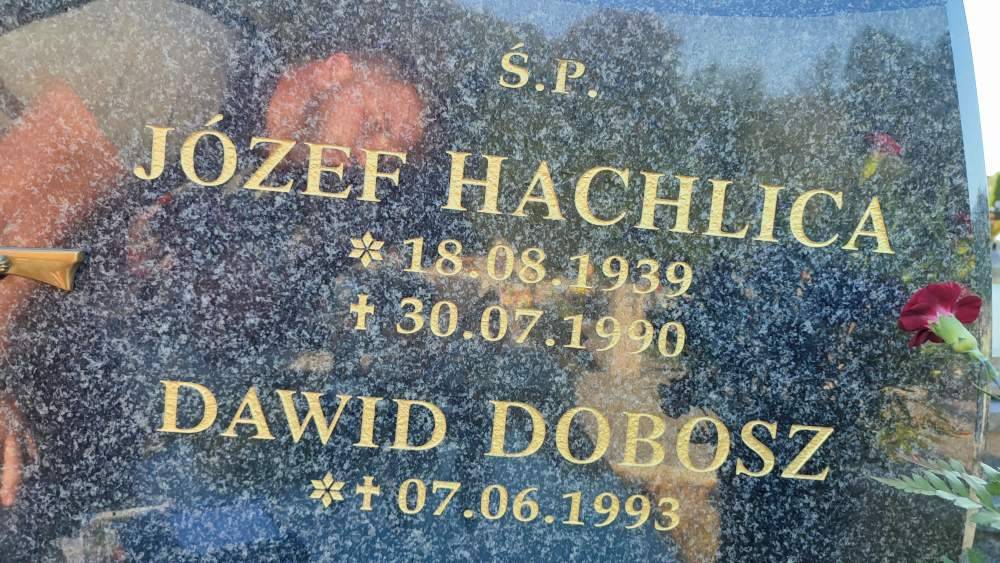 Ś.P.
JÓZEF HACHLICA
✲ 18.08.1939
✝ 30.07.1990
DAWID DOBOSZ
✲✝ 07.06.1993